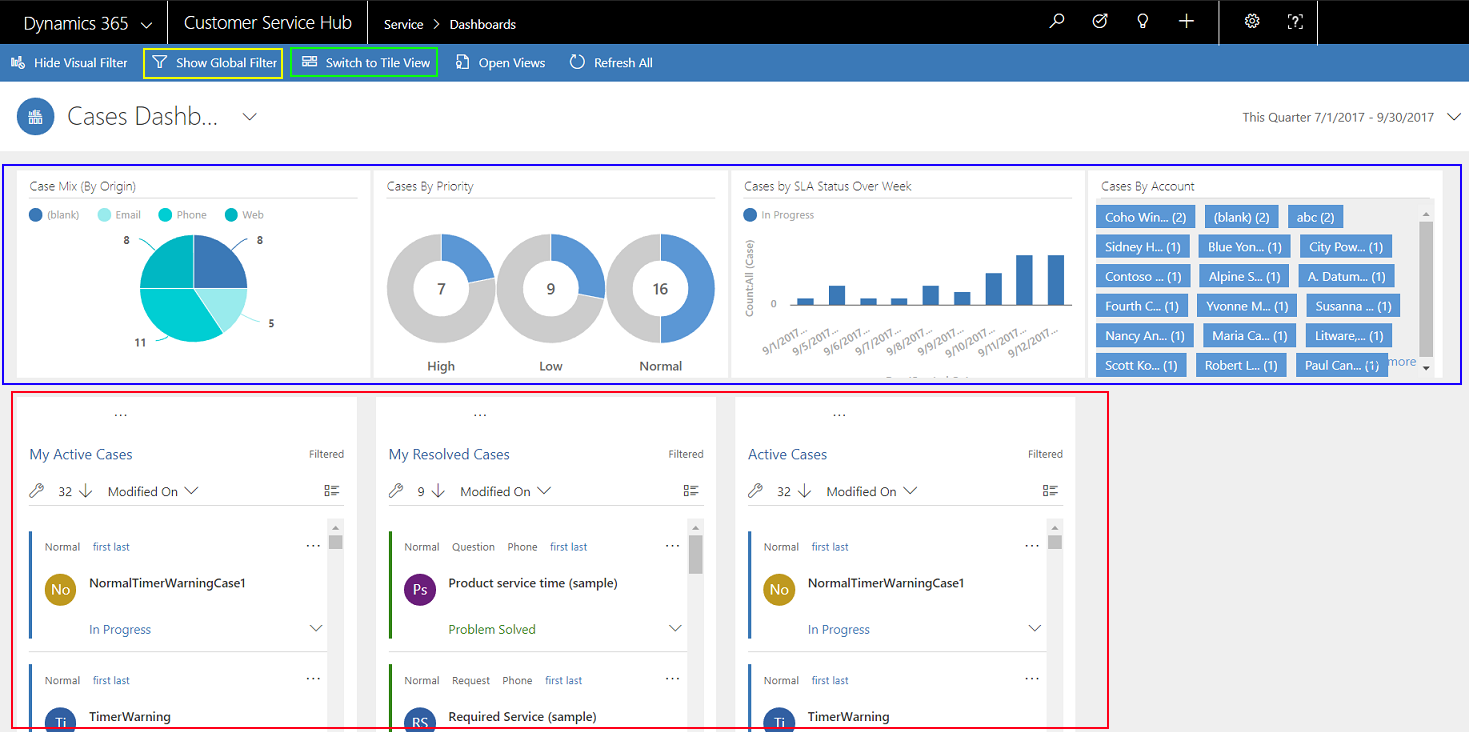 Dynamics 365 Customer Service Hub Service > Dashboards
Hide Visual Filter Show Global Filter Switch to Tile View Open Views Refresh All
Cases Dashb...
This Quarter 7/1/2017 - 9/30/2017
Case Mix (By Origin)
(blank) Email Phone Web
8 8
5
11
Cases By Priority
7 9 16
High Low Normal
Cases by SLA Status Over Week
In Progress
Count:All (Case)
0
9/1/2017... 9/5/2017... 9/6/2017... 9/7/2017... 9/8/2017... 9/9/2017... 9/10/2017... 9/11/2017... 9/12/2017...
Cases By Account
Coho Win... (2) (blank) (2) abc (2)
Sidney H... (1) Blue Yon... (1) City Pow... (1)
Contoso ... (1) Alpine S... (1) A. Datum... (1)
Fourth C... (1) Yvonne M... (1) Susanna ... (1)
Nancy An... (1) Maria Ca... (1) Litware,... (1)
Scott Ko... (1) Robert L... (1) Paul Can... (1) more
...
My Active Cases Filtered
32 Modified On
Normal first last ...
No NormalTimerWarningCase1
In Progress
Normal first last ...
Ti TimerWarning
...
My Resolved Cases Filtered
9 Modified On
Normal Question Phone first last ...
Ps Product service time (sample)
Problem Solved
Normal Request Phone first last ...
RS Required Service (sample)
...
Active Cases Filtered
32 Modified On
Normal first last ...
No NormalTimerWarningCase1
In Progress
Normal first last ...
Ti TimerWarning